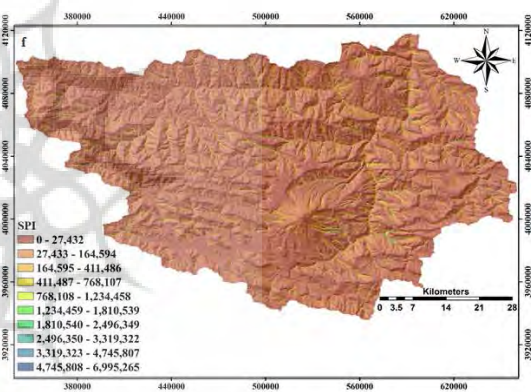 380000 440000 500000 560000 620000
4120000 4120000
f
N
W E
S
4080000 4080000
4040000 4040000
4000000 4000000
3960000 3960000
3920000 3920000
SPI
0 - 27,432
27,433 - 164,594
164,595 - 411,486
411,487 - 768,107
768,108 - 1,234,458
1,234,459 - 1,810,539
1,810,540 - 2,496,349
2,496,350 - 3,319,322
3,319,323 - 4,745,807
4,745,808 - 6,995,265
Kilometers
0 3.5 7 14 21 28
380000 440000 500000 560000 620000